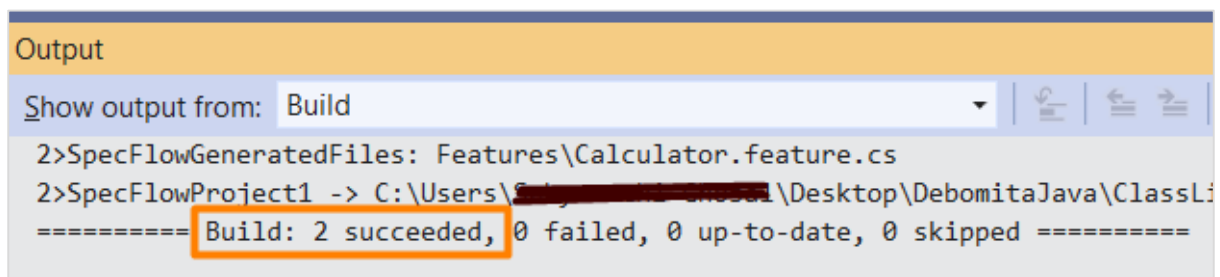 Output
Show output from: Build
2>SpecFlowGeneratedFiles: Features\Calculator.feature.cs
2>SpecFlowProject1 -> C:\Users\ \Desktop\DebomitaJava\ClassLi
========== Build: 2 succeeded, 0 failed, 0 up-to-date, 0 skipped ==========